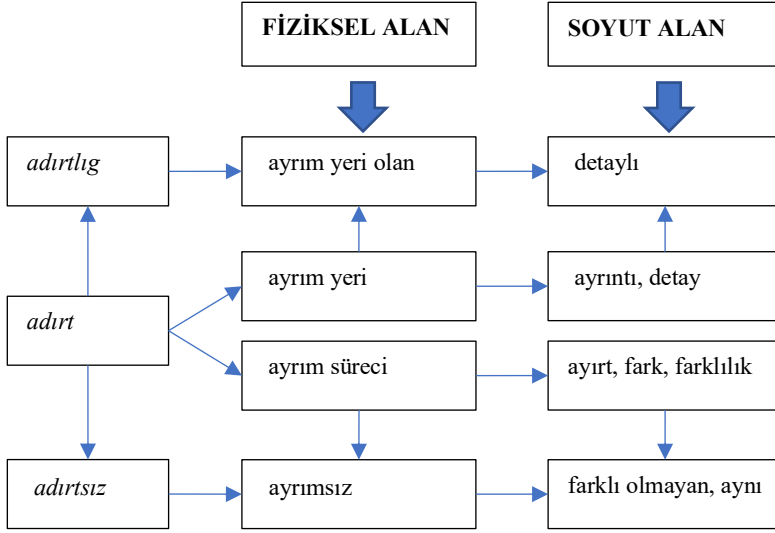 FİZİKSEL ALAN
SOYUT ALAN
adırtlıg
ayrım yeri olan
detaylı
ayrım yeri
ayrıntı, detay
adırt
ayrım süreci
ayırt, fark, farklılık
adırtsız
ayrımsız
farklı olmayan, aynı